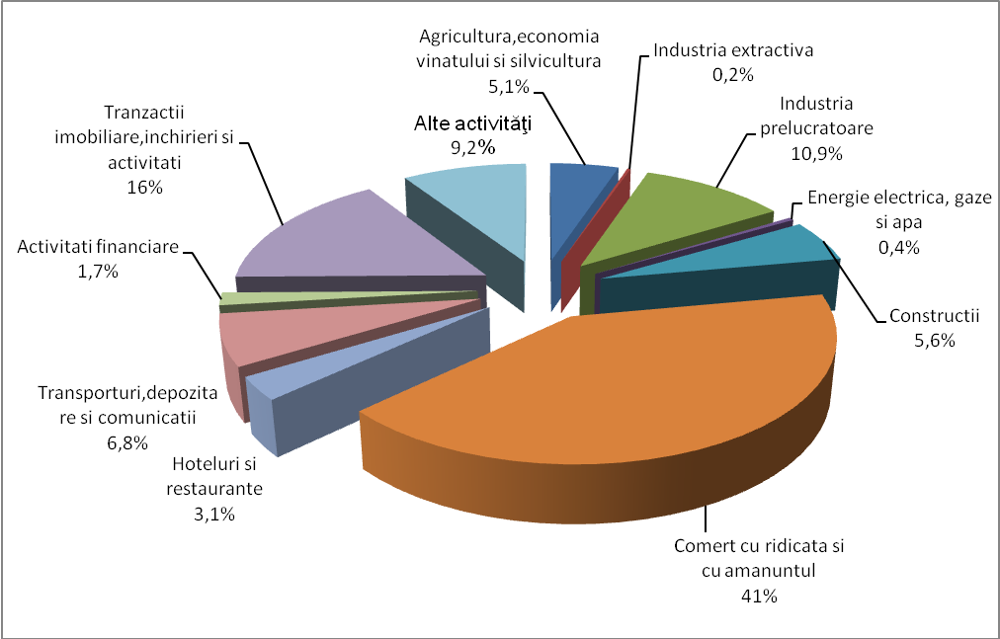 Agricultura,economia
vinatului si silvicultura
5,1%
Industria extractiva
0,2%
Industria
prelucratoare
10,9%
Energie electrica, gaze
si apa
0,4%
Constructii
5,6%
Comert cu ridicata si
cu amanuntul
41%
Hoteluri si
restaurante
3,1%
Transporturi,depozita
re si comunicatii
6,8%
Activitati financiare
1,7%
Tranzactii
imobiliare,inchirieri si
activitati
16%
Alte activităţi
9,2%